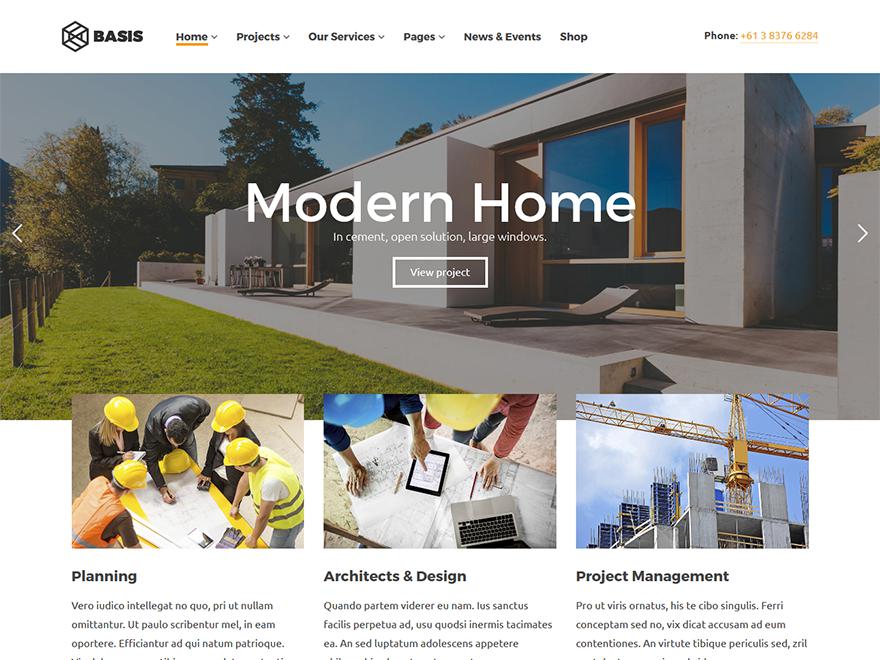 BASIS
Home Projects Our Services Pages News & Events Shop
Phone: +61 3 8376 6284
Modern Home
In cement, open solution, large windows.
View project
Planning
Vero iudico intellegat no quo, pri ut nullam
omittantur. Ut paulo scribentur mel, in eam
oportere. Efficiantur ad qui natum patrioque.
Architects & Design
Quando partem viderer eu nam. Ius sanctus
facilis perpetua ad, usu quodsi inermis tacimates
ea. An sed luptatum adolescens appetere
Project Management
Pro ut viris ornatus, his te cibo singulis. Ferri
conceptam sed no, vix dicat accusam ad eum
contentiones. An virtute tibique periculis sed, zril